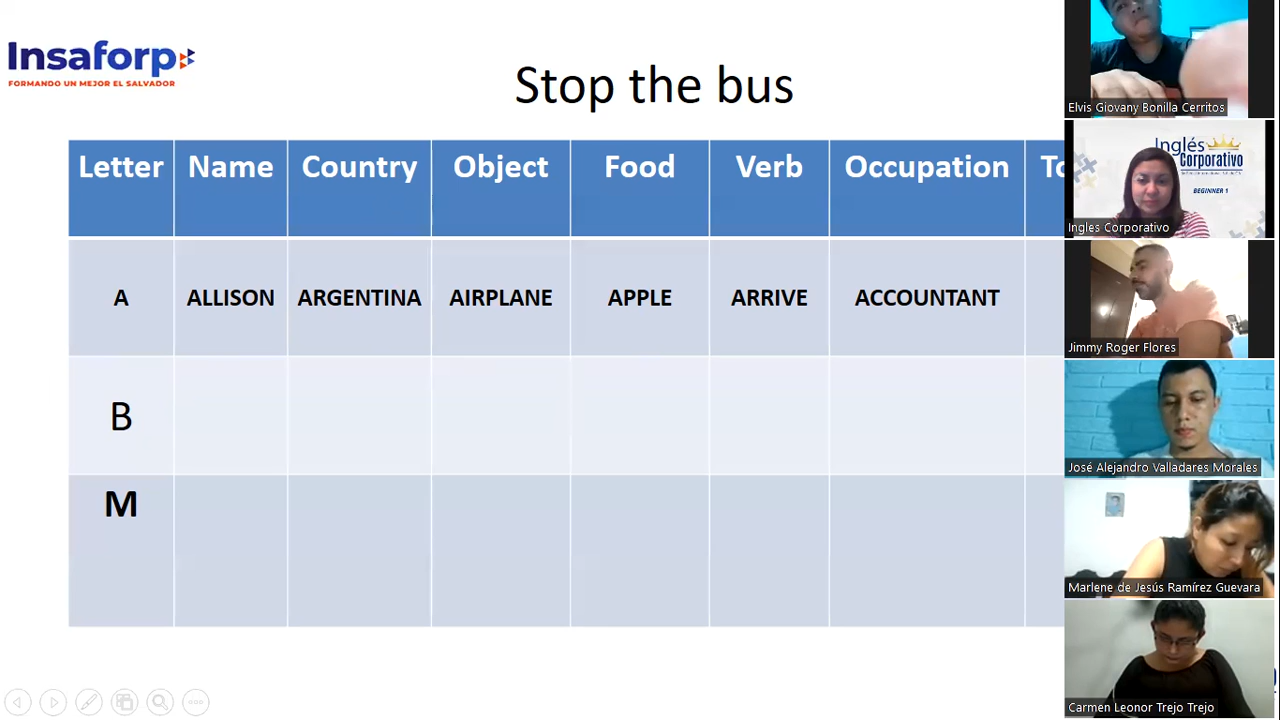 Insaforp
FORMANDO UN MEJOR EL SALVADOR
Stop the bus
Letter Name Country Object Food Verb Occupation
A ALLISON ARGENTINA AIRPLANE APPLE ARRIVE ACCOUNTANT
B
M
Elvis Giovany Bonilla Cerritos
Inglés
Corporativo
BEGINNER 1
Ingles Corporativo
Jimmy Roger Flores
José Alejandro Valladares Morales
Marlene de Jesús Ramírez Guevara
Carmen Leonor Trejo Trejo